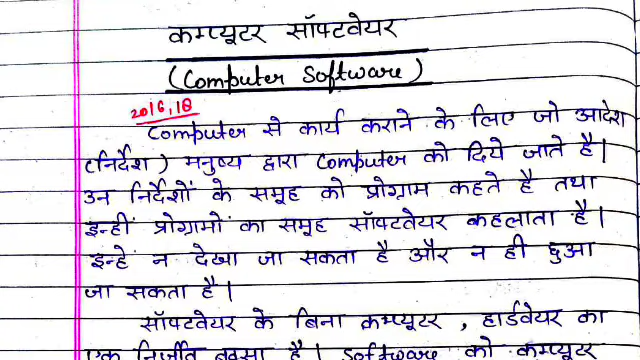 कम्प्यूटर सॉफ्टवेयर
(Computer Software)
2016, 18
Computer से कार्य कराने के लिए जो आदेश
(निर्देश) मनुष्य द्वारा Computer को दिये जाते है।
उन निर्देशों के समूह को प्रोग्राम कहते है तथा
इन्हीं प्रोग्रामों का समूह सॉफ्टवेयर कहलाता है।
इन्हें न देखा जा सकता है और न ही छुआ
जा सकता है।
सॉफ्टवेयर के बिना कम्प्यूटर , हार्डवेयर का
एक निर्जीव बक्सा है। Software को कम्प्यूटर